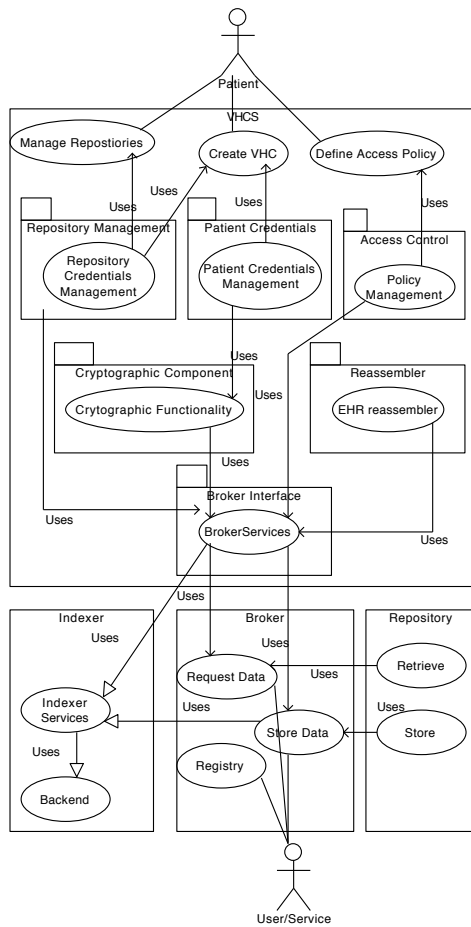 Patient
VHCS
Manage Repostiories
Create VHC
Define Access Policy
Uses
Uses
Uses
Uses
Repository Management
Patient Credentials
Access Control
Repository
Credentials
Management
Patient Credentials
Management
Policy
Management
Uses
Uses
Cryptographic Component
Reassembler
Crytographic Functionality
EHR reassembler
Uses
Broker Interface
Uses
BrokerServices
Uses
Uses
Indexer
Broker
Repository
Uses
Uses
Uses
Request Data
Retrieve
Indexer
Services
Uses
Uses
Store Data
Store
Uses
Registry
Backend
User/Service